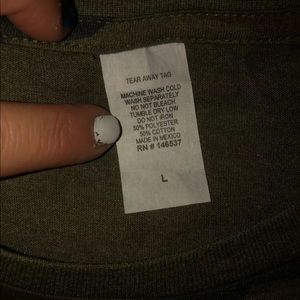 TEAR AWAY TAG
MACHINE WASH COLD
WASH SEPARATELY
NO NOT BLEACH
TUMBLE DRY LOW
DO NOT IRON
50% POLYESTER
50% COTTON
MADE IN MEXICO
RN # 146537
L